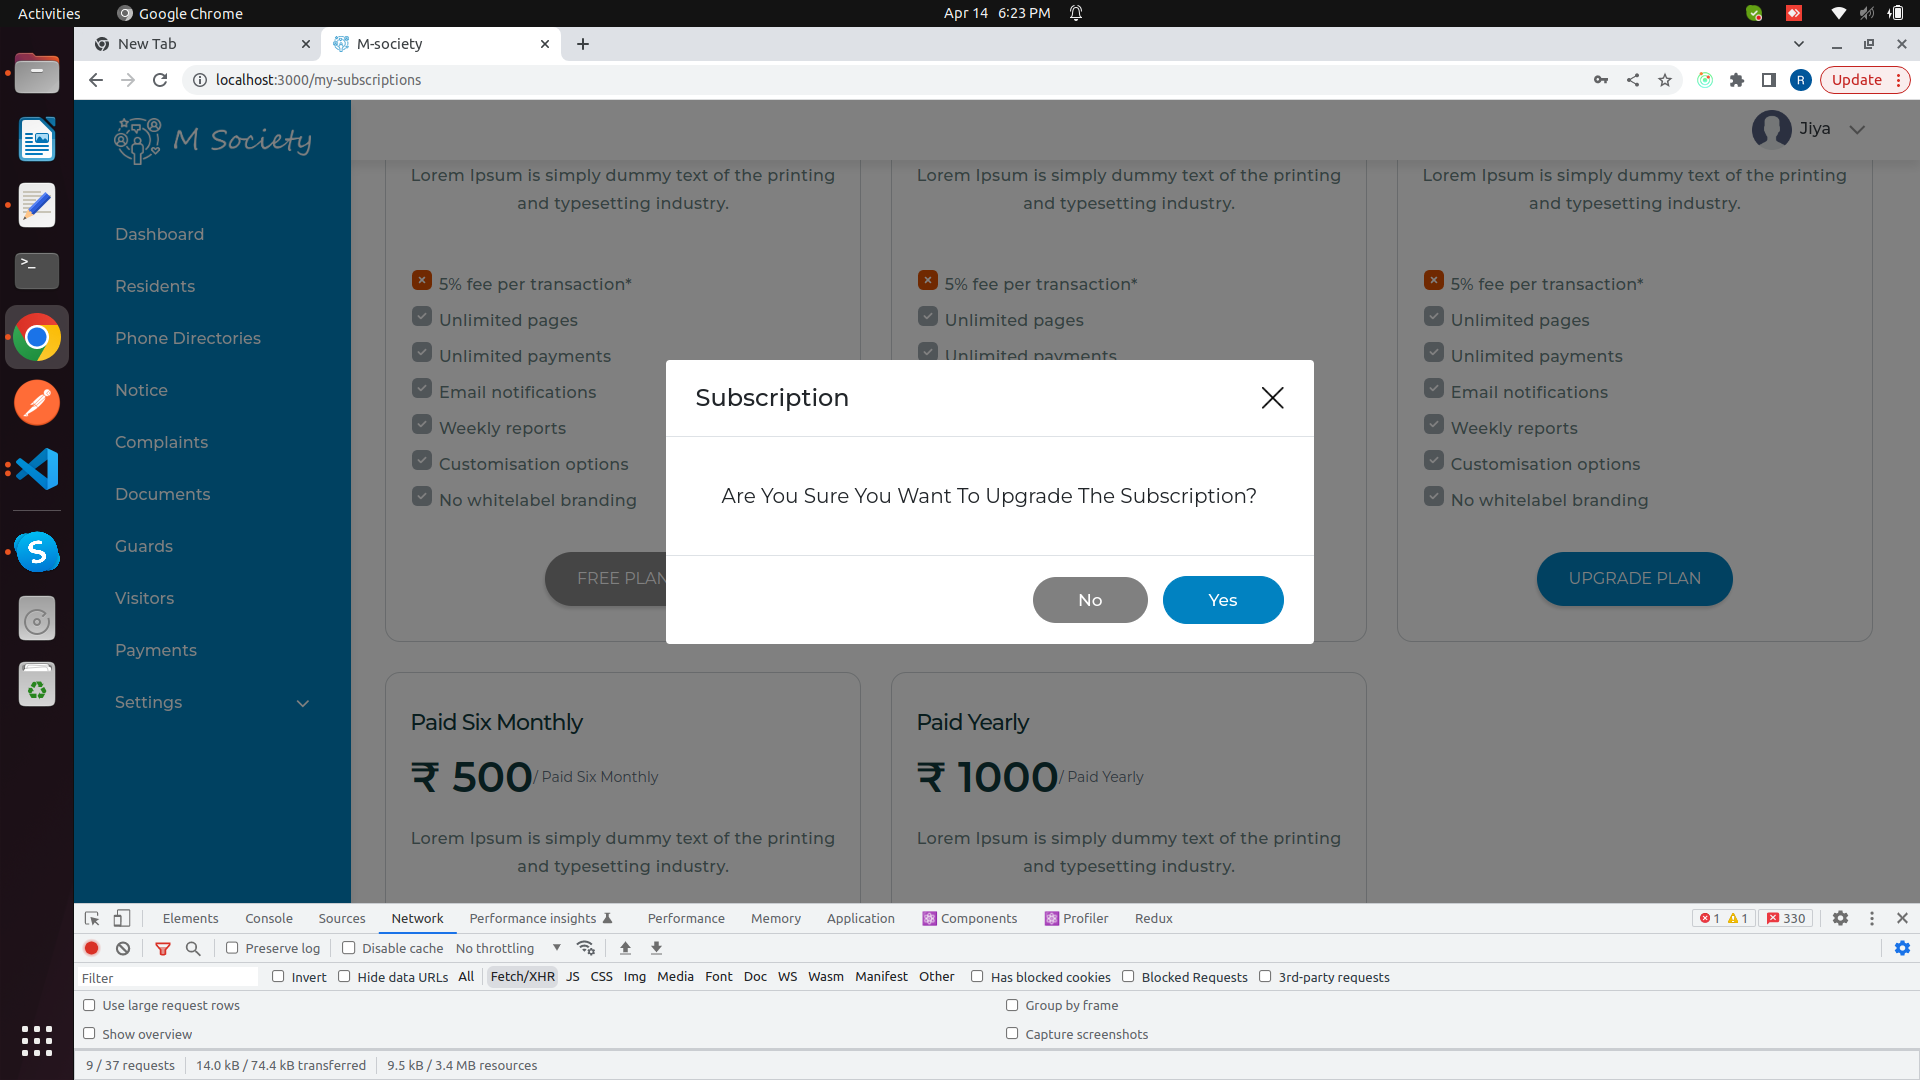 Activities
Google Chrome
Apr 14 6:23 PM
New Tab
M-society
localhost:3000/my-subscriptions
R
Update
M Society
Jiya
Dashboard
Residents
Phone Directories
Notice
Complaints
Documents
Guards
Visitors
Payments
Settings
Lorem Ipsum is simply dummy text of the printing
and typesetting industry.
5% fee per transaction*
Unlimited pages
Unlimited payments
Email notifications
Weekly reports
Customisation options
No whitelabel branding
FREE PLAN
Lorem Ipsum is simply dummy text of the printing
and typesetting industry.
5% fee per transaction*
Unlimited pages
Unlimited payments
Lorem Ipsum is simply dummy text of the printing
and typesetting industry.
5% fee per transaction*
Unlimited pages
Unlimited payments
Email notifications
Weekly reports
Customisation options
No whitelabel branding
UPGRADE PLAN
Subscription
Are You Sure You Want To Upgrade The Subscription?
No
Yes
Paid Six Monthly
₹ 500/ Paid Six Monthly
Lorem Ipsum is simply dummy text of the printing
and typesetting industry.
Paid Yearly
₹ 1000/ Paid Yearly
Lorem Ipsum is simply dummy text of the printing
and typesetting industry.
Elements Console Sources Network Performance insights Performance Memory Application Components Profiler Redux 1 1 330
Preserve log Disable cache No throttling
Filter Invert Hide data URLs All Fetch/XHR JS CSS Img Media Font Doc WS Wasm Manifest Other Has blocked cookies Blocked Requests 3rd-party requests
Use large request rows Group by frame
Show overview Capture screenshots
9 / 37 requests 14.0 kB / 74.4 kB transferred 9.5 kB / 3.4 MB resources